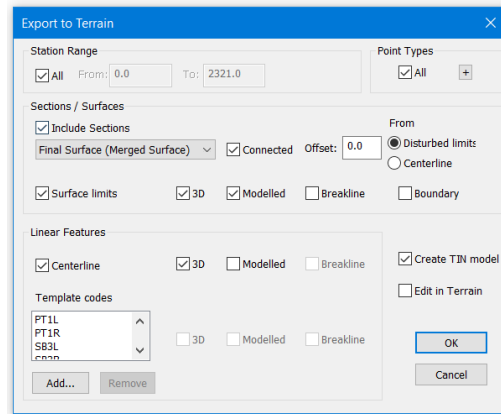 Export to Terrain
Station Range
All From: 0.0 To: 2321.0
Point Types
All +
Sections / Surfaces
Include Sections
From
Final Surface (Merged Surface) Connected Offset: 0.0 Disturbed limits
Centerline
Surface limits 3D Modelled Breakline Boundary
Linear Features
Centerline 3D Modelled Breakline
Create TIN model
Edit in Terrain
Template codes
PT1L
PT1R
SB3L
3D Modelled Breakline
Add... Remove
OK
Cancel